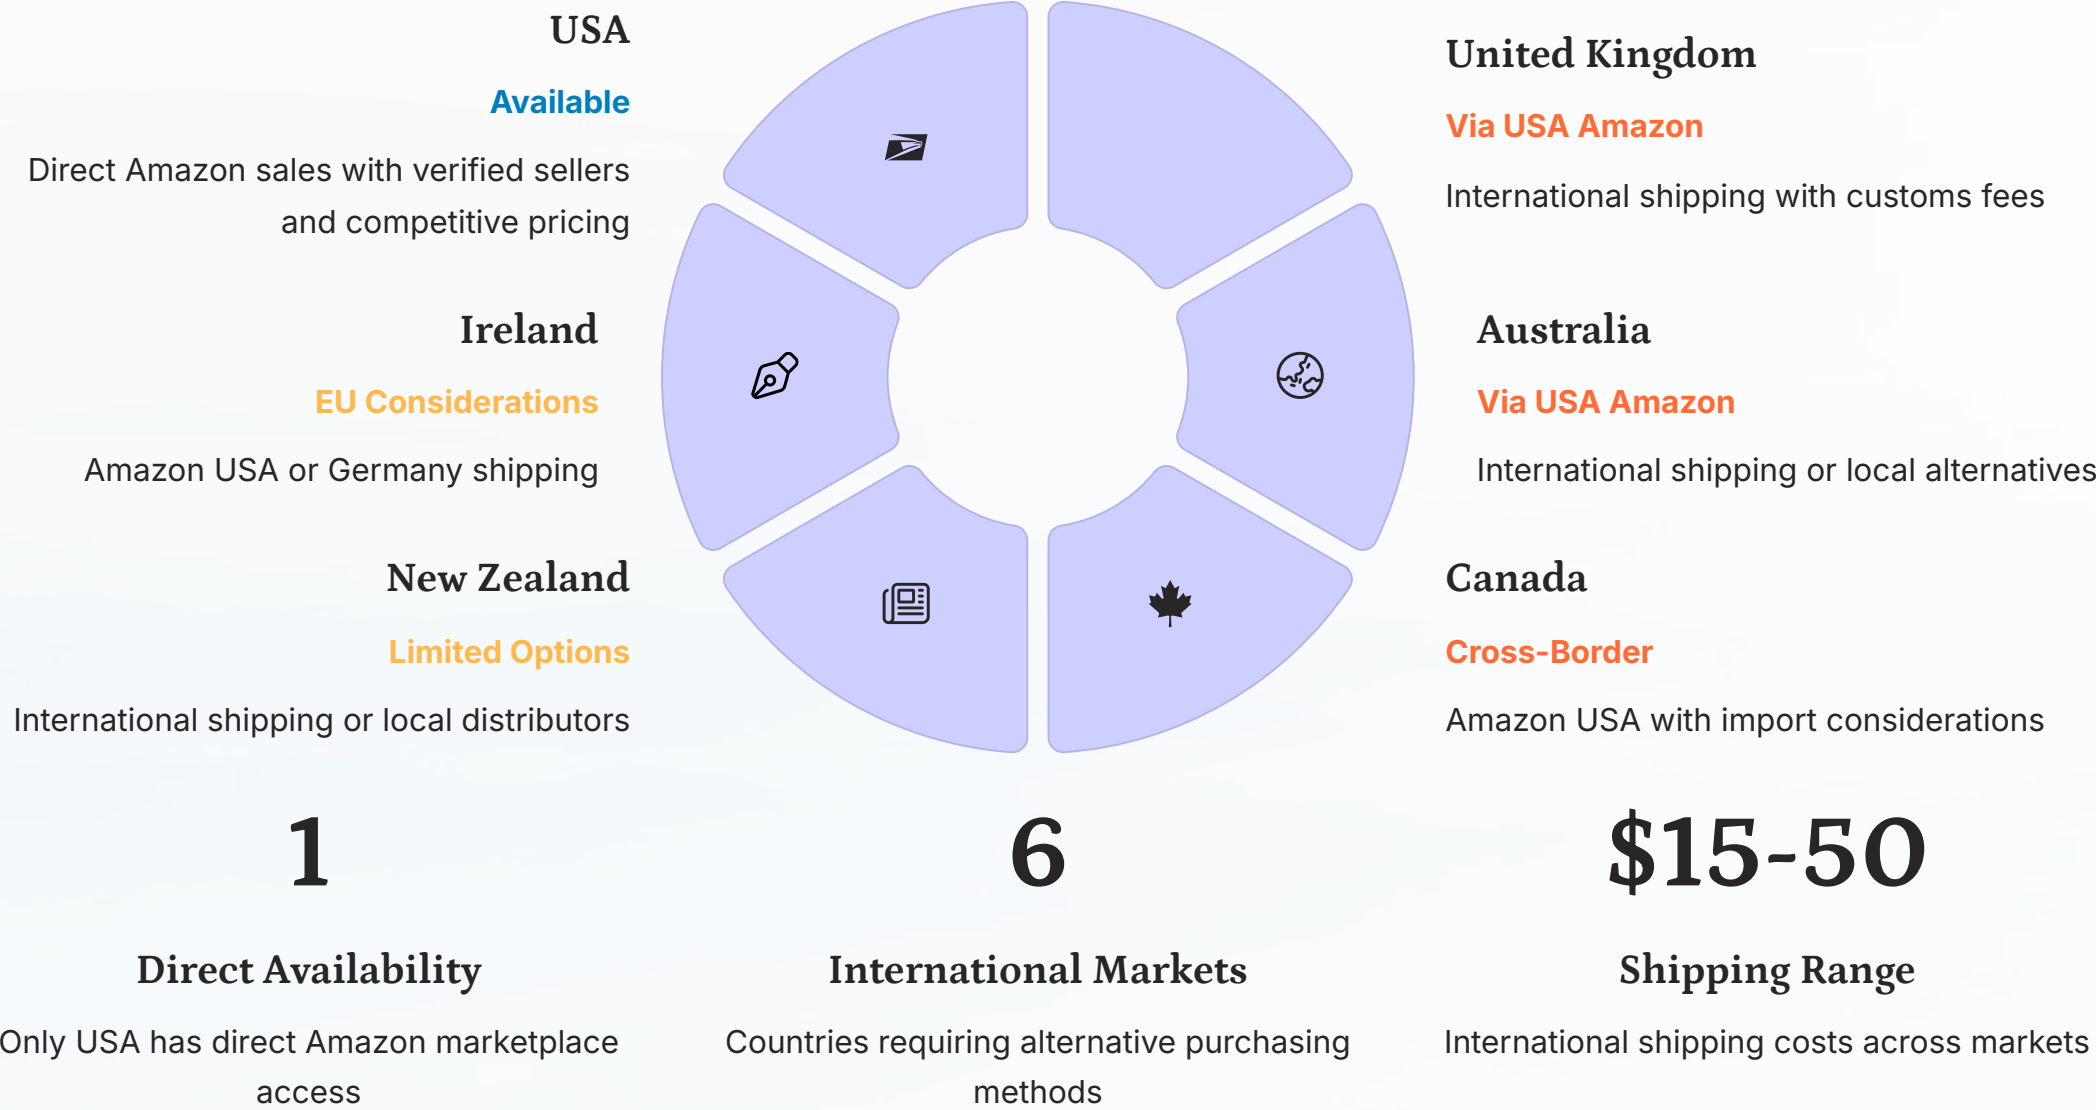 USA
Available
Direct Amazon sales with verified sellers
and competitive pricing
United Kingdom
Via USA Amazon
International shipping with customs fees
Ireland
EU Considerations
Amazon USA or Germany shipping
Australia
Via USA Amazon
International shipping or local alternatives
New Zealand
Limited Options
International shipping or local distributors
Canada
Cross-Border
Amazon USA with import considerations
1
Direct Availability
Only USA has direct Amazon marketplace
access
6
International Markets
Countries requiring alternative purchasing
methods
$15-50
Shipping Range
International shipping costs across markets